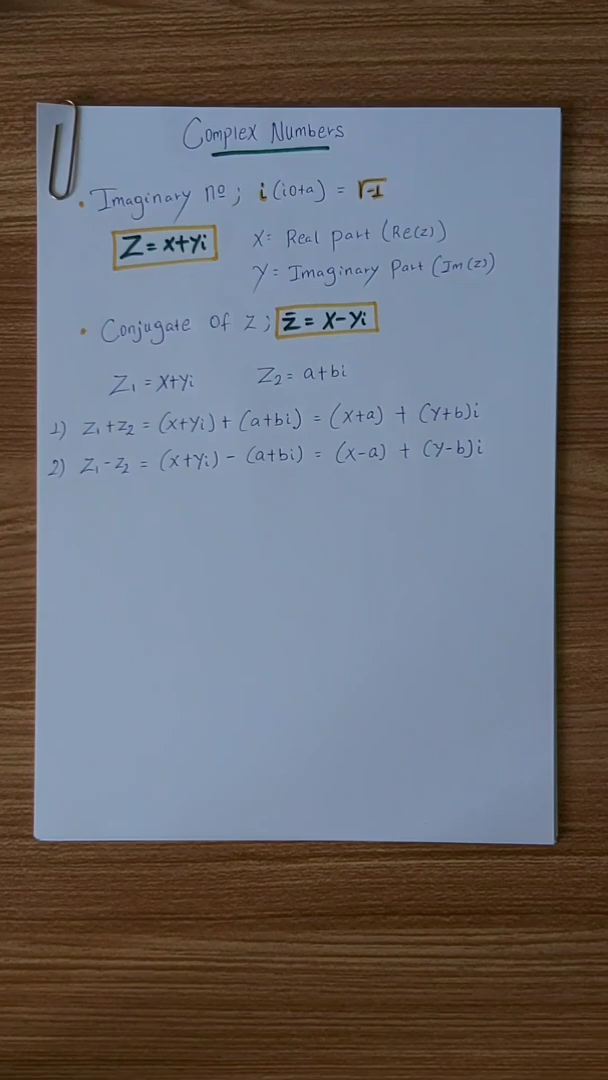 Complex Numbers
• Imaginary nº ; i (iota) = √-1
Z = x+yi
x = Real part (Re(z))
y = Imaginary Part (Im(z))
• Conjugate of z ; z̄ = x-yi
Z₁ = x+yi Z₂ = a+bi
1) Z₁+Z₂ = (x+yi) + (a+bi) = (x+a) + (y+b)i
2) Z₁-Z₂ = (x+yi) - (a+bi) = (x-a) + (y-b)i